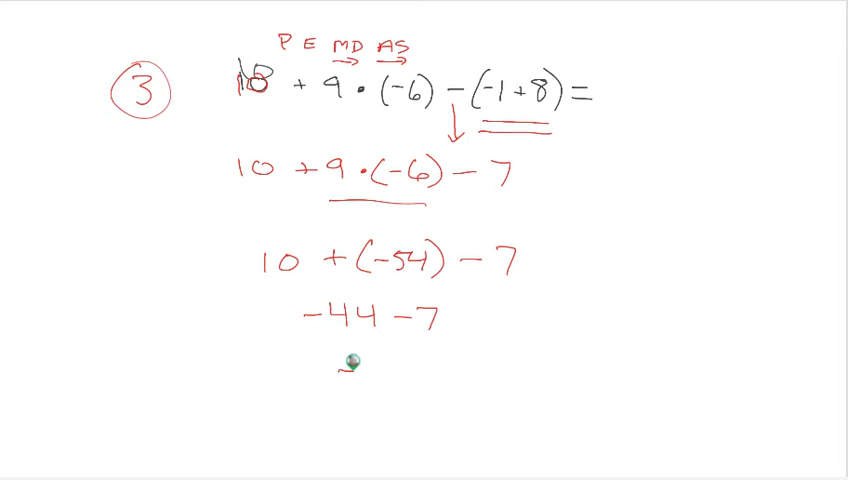 P E MD AS
③ 10 + 9 • (-6) - (-1+8) =
10 + 9 • (-6) - 7
10 + (-54) - 7
-44 - 7
-